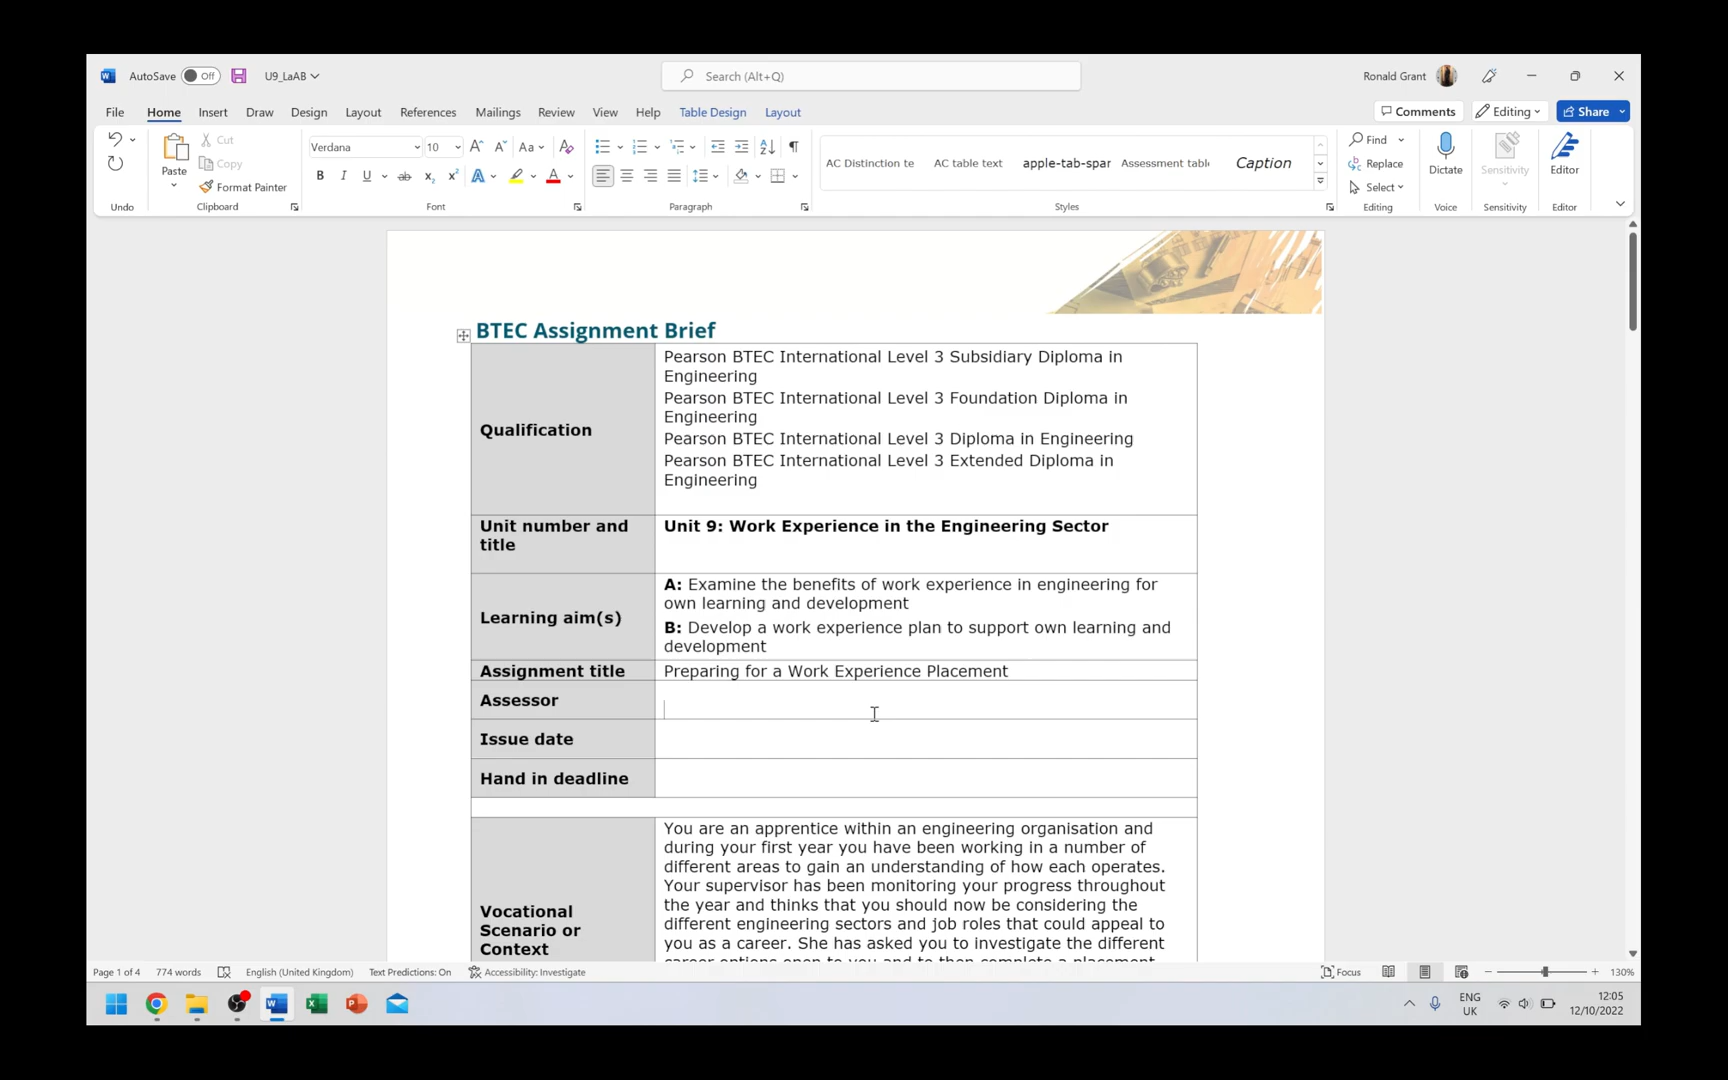 AutoSave Off U9_LaAB Search (Alt+Q) Ronald Grant
File Home Insert Draw Design Layout References Mailings Review View Help Table Design Layout Comments Editing Share
Cut
Copy
Format Painter
Paste
Verdana 10
AC Distinction te AC table text apple-tab-spar Assessment table Caption
Find
Replace
Select
Dictate Sensitivity Editor
Undo Clipboard Font Paragraph Styles Editing Voice Sensitivity Editor
BTEC Assignment Brief
Qualification
Pearson BTEC International Level 3 Subsidiary Diploma in
Engineering
Pearson BTEC International Level 3 Foundation Diploma in
Engineering
Pearson BTEC International Level 3 Diploma in Engineering
Pearson BTEC International Level 3 Extended Diploma in
Engineering
Unit number and
title
Unit 9: Work Experience in the Engineering Sector
Learning aim(s)
A: Examine the benefits of work experience in engineering for
own learning and development
B: Develop a work experience plan to support own learning and
development
Assignment title
Preparing for a Work Experience Placement
Assessor
Issue date
Hand in deadline
Vocational
Scenario or
Context
You are an apprentice within an engineering organisation and
during your first year you have been working in a number of
different areas to gain an understanding of how each operates.
Your supervisor has been monitoring your progress throughout
the year and thinks that you should now be considering the
different engineering sectors and job roles that could appeal to
you as a career. She has asked you to investigate the different
career options open to you and to then complete a placement
Page 1 of 4 774 words English (United Kingdom) Text Predictions: On Accessibility: Investigate Focus 130%
ENG
UK
12:05
12/10/2022